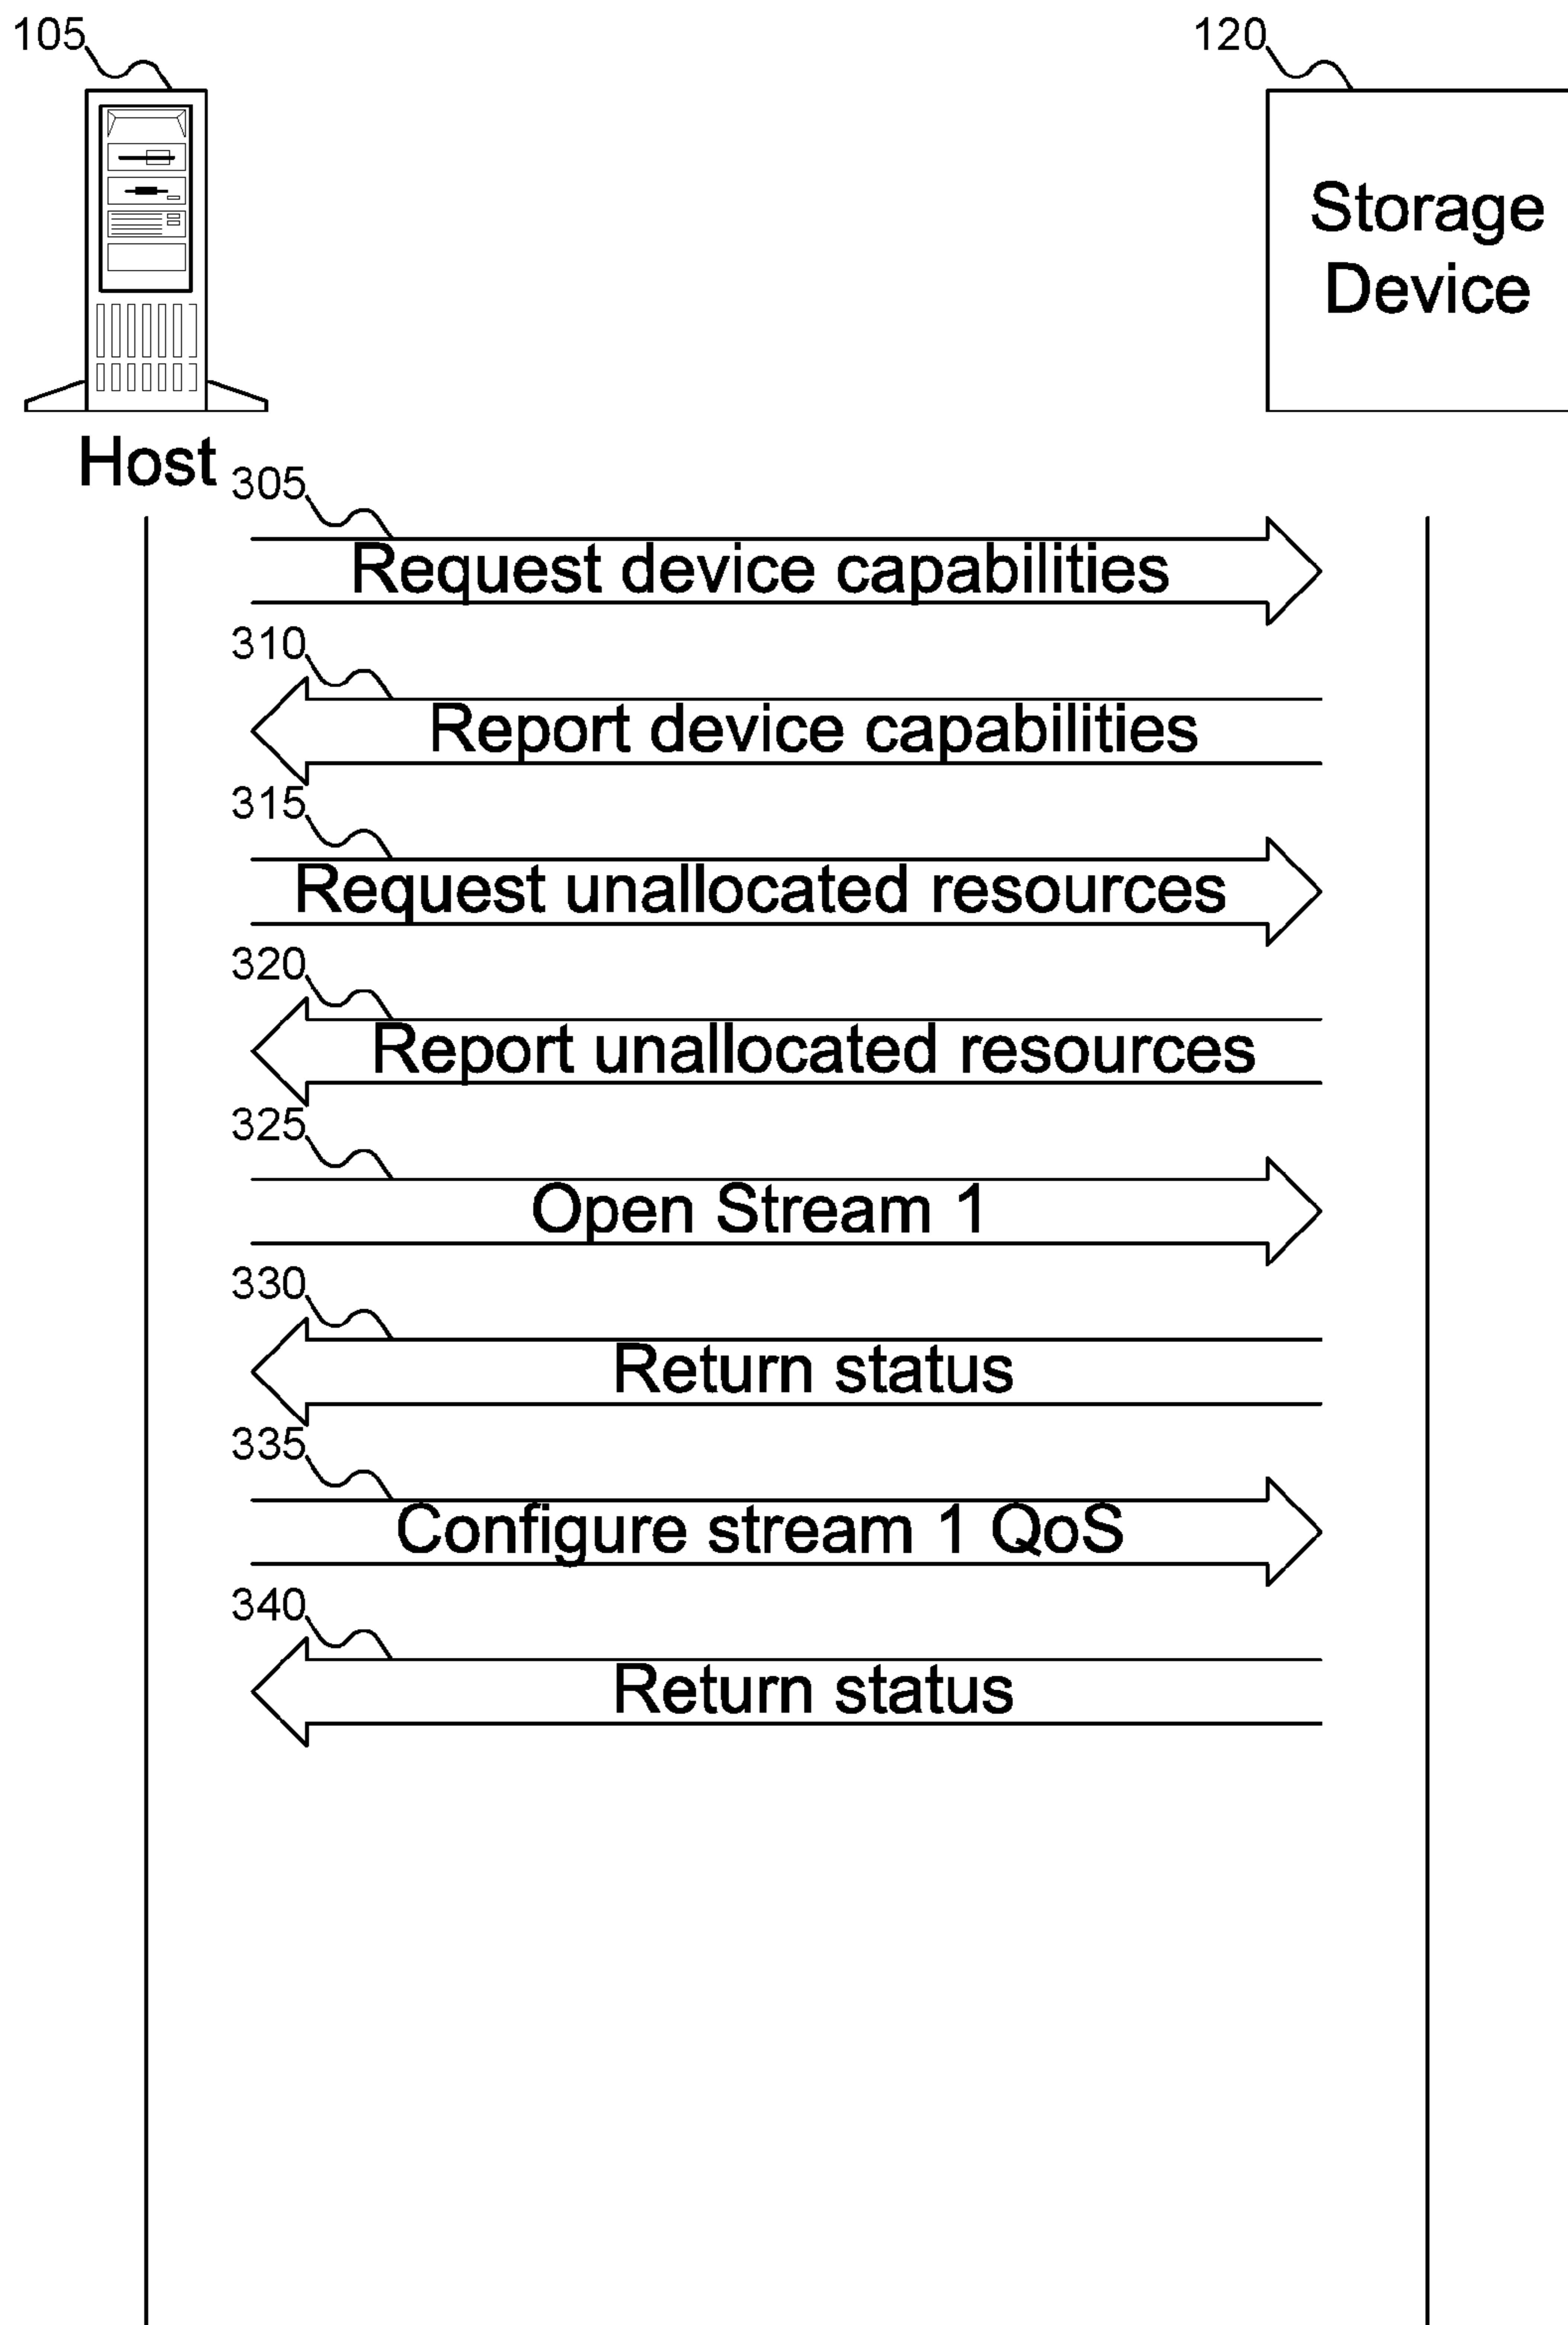 105
120
Storage
Device
Host
305
Request device capabilities
310
Report device capabilities
315
Request unallocated resources
320
Report unallocated resources
325
Open Stream 1
330
Return status
335
Configure stream 1 QoS
340
Return status